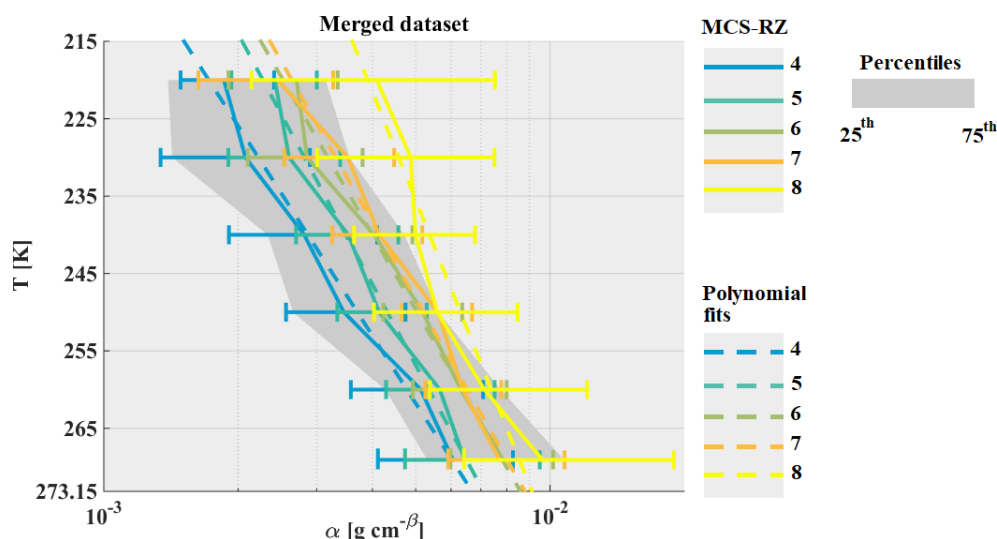 Merged dataset
T [K]
215
225
235
245
255
265
273.15
10-3
10-2
α [g cm-β]
MCS-RZ
4
5
6
7
8
Percentiles
25th
75th
Polynomial
fits
4
5
6
7
8